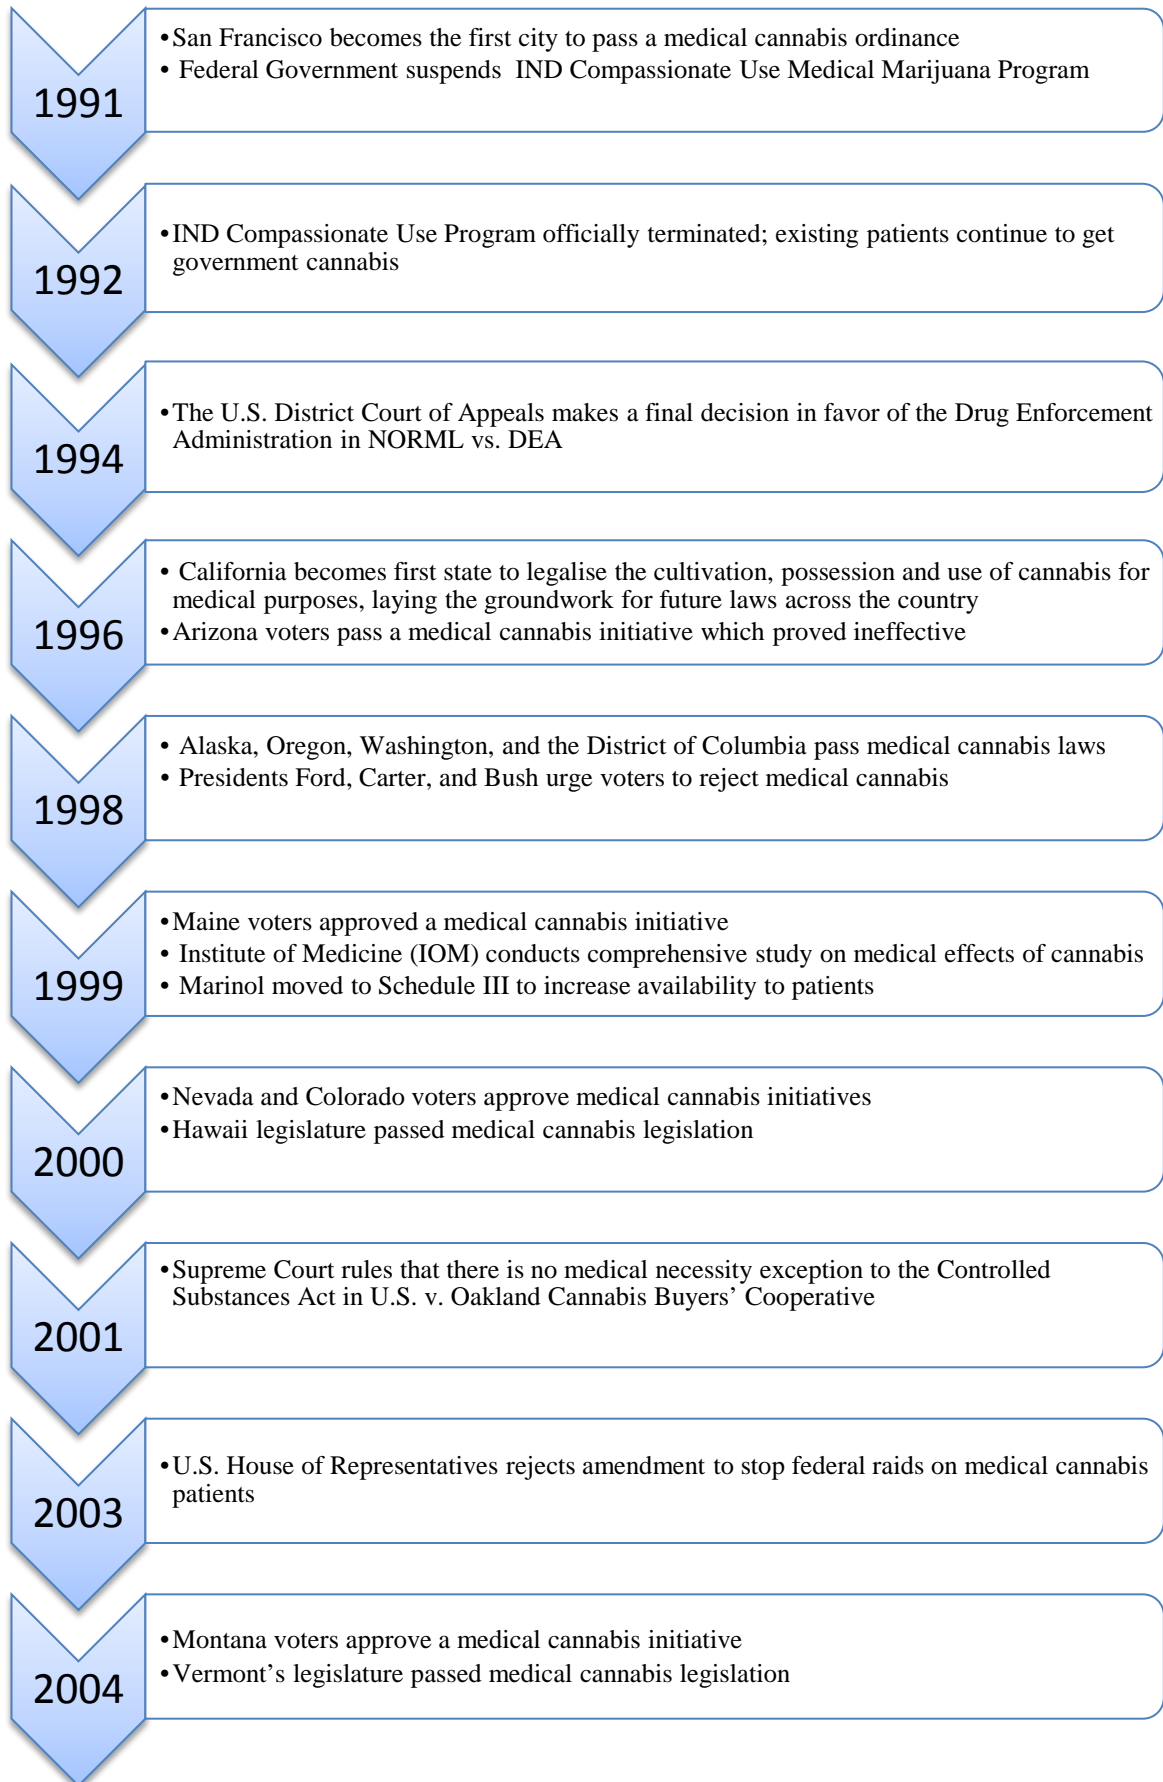 1991
•San Francisco becomes the first city to pass a medical cannabis ordinance
• Federal Government suspends IND Compassionate Use Medical Marijuana Program
1992
•IND Compassionate Use Program officially terminated; existing patients continue to get
government cannabis
1994
•The U.S. District Court of Appeals makes a final decision in favor of the Drug Enforcement
Administration in NORML vs. DEA
1996
• California becomes first state to legalise the cultivation, possession and use of cannabis for
medical purposes, laying the groundwork for future laws across the country
•Arizona voters pass a medical cannabis initiative which proved ineffective
1998
• Alaska, Oregon, Washington, and the District of Columbia pass medical cannabis laws
• Presidents Ford, Carter, and Bush urge voters to reject medical cannabis
1999
•Maine voters approved a medical cannabis initiative
• Institute of Medicine (IOM) conducts comprehensive study on medical effects of cannabis
• Marinol moved to Schedule III to increase availability to patients
2000
•Nevada and Colorado voters approve medical cannabis initiatives
•Hawaii legislature passed medical cannabis legislation
2001
•Supreme Court rules that there is no medical necessity exception to the Controlled
Substances Act in U.S. v. Oakland Cannabis Buyers’ Cooperative
2003
•U.S. House of Representatives rejects amendment to stop federal raids on medical cannabis
patients
2004
•Montana voters approve a medical cannabis initiative
•Vermont’s legislature passed medical cannabis legislation